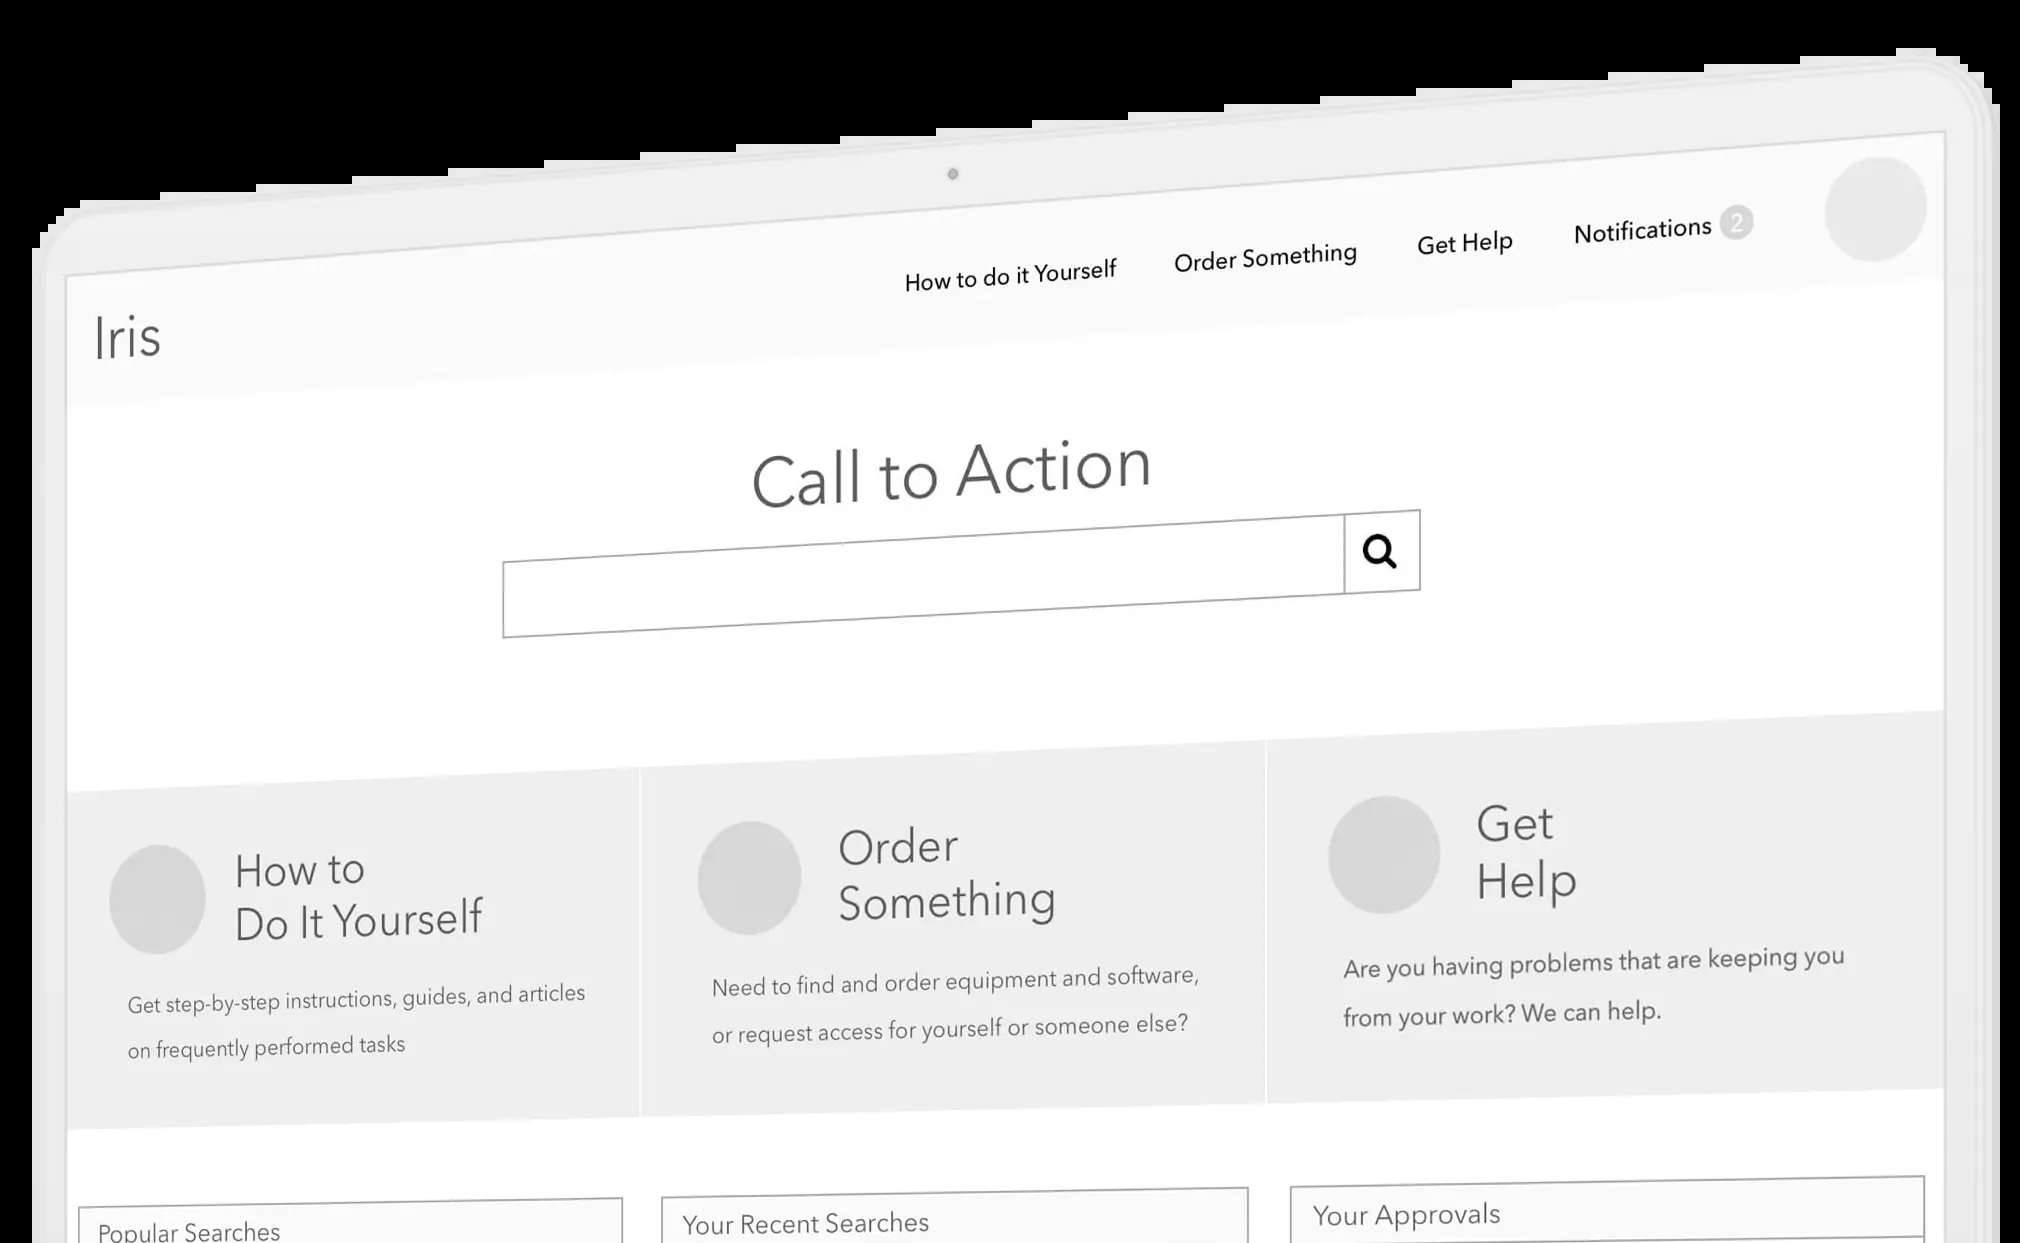 Iris
How to do it Yourself
Order Something
Get Help
Notifications 2
Call to Action
How to
Do It Yourself
Get step-by-step instructions, guides, and articles
on frequently performed tasks
Order
Something
Need to find and order equipment and software,
or request access for yourself or someone else?
Get
Help
Are you having problems that are keeping you
from your work? We can help.
Popular Searches
Your Recent Searches
Your Approvals